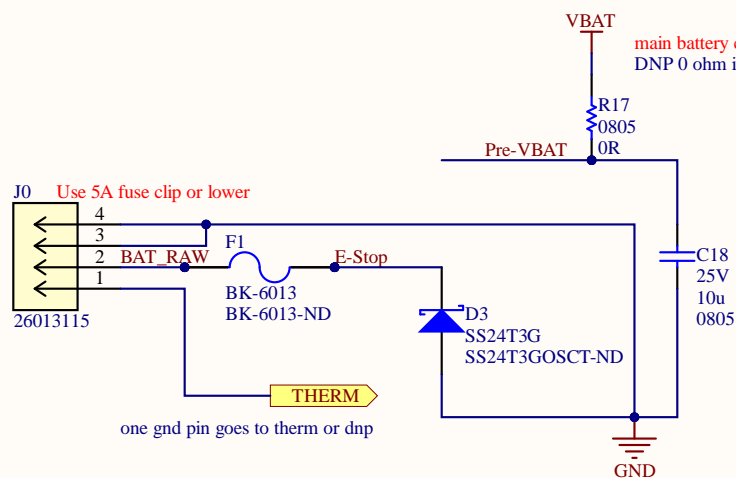 VBAT
main battery
DNP 0 ohm i
R17
0805
0R
Pre-VBAT
J0
Use 5A fuse clip or lower
4
3
2
1
BAT_RAW
F1
E-Stop
BK-6013
BK-6013-ND
26013115
C18
25V
10u
0805
D3
SS24T3G
SS24T3GOSCT-ND
THERM
one gnd pin goes to therm or dnp
GND